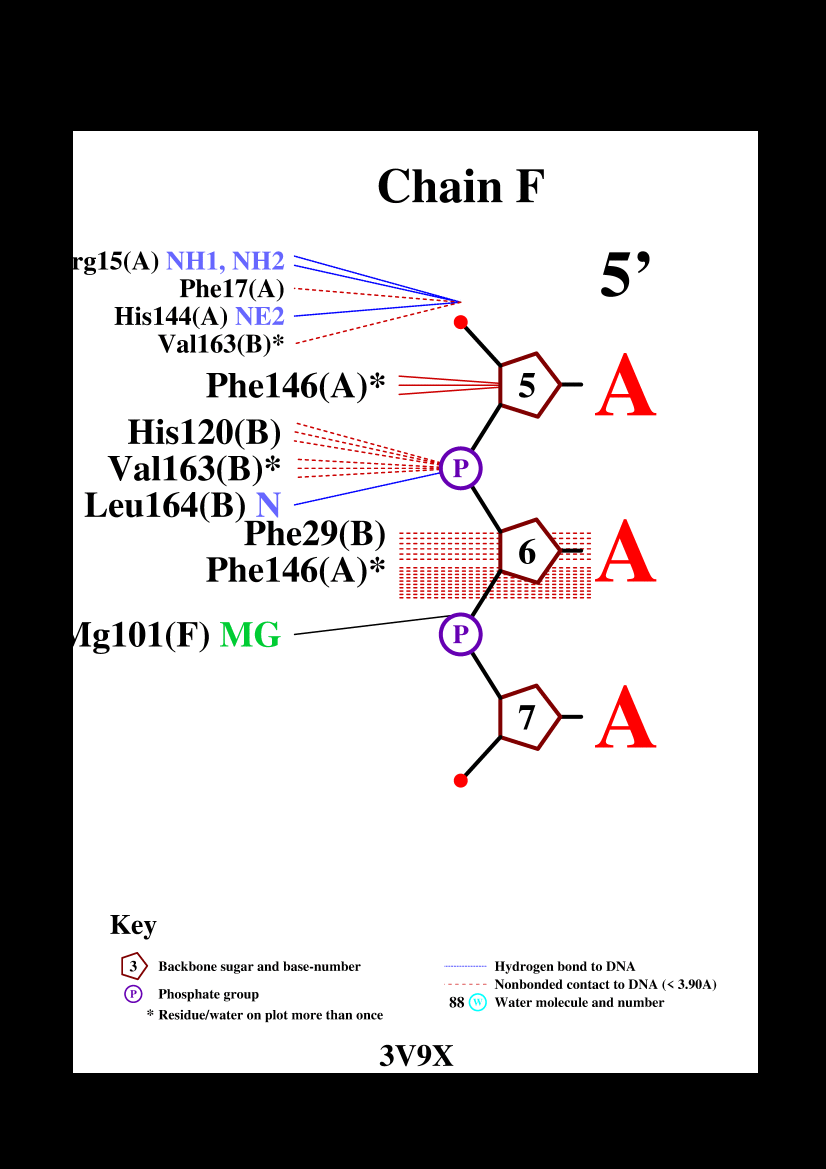 Chain F
5’
rg15(A) NH1, NH2
Phe17(A)
His144(A) NE2
Val163(B)*
Phe146(A)*
5 A
His120(B)
Val163(B)*
P
Leu164(B) N
Phe29(B)
6 A
Phe146(A)*
Mg101(F) MG
P
7 A
Key
3 Backbone sugar and base-number
P Phosphate group
* Residue/water on plot more than once
Hydrogen bond to DNA
Nonbonded contact to DNA (< 3.90A)
88 W Water molecule and number
3V9X